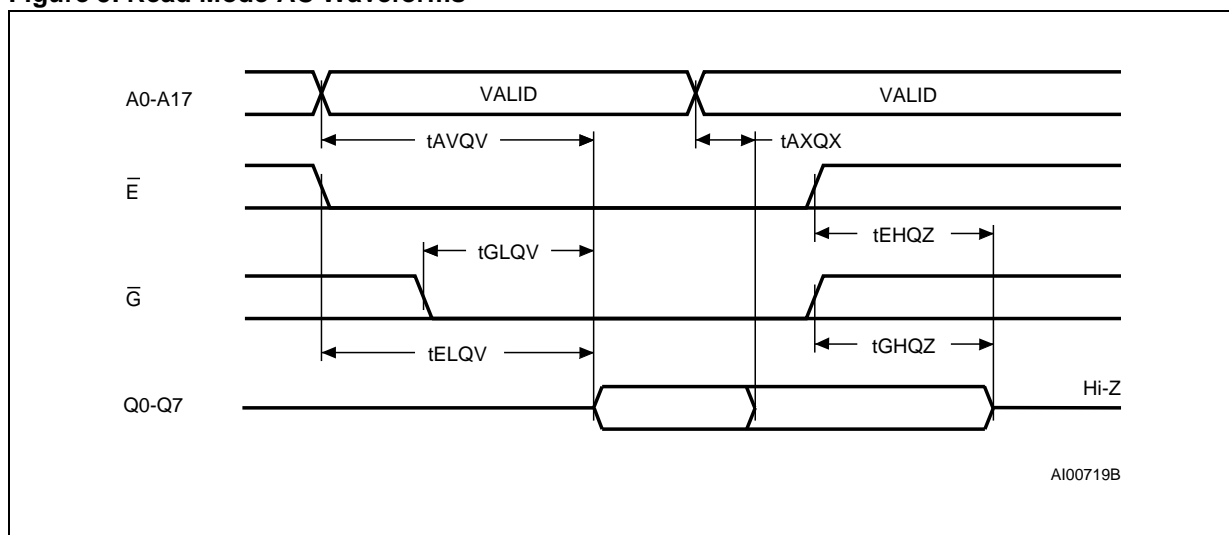 Figure 5. Read Mode AC Waveforms
A0-A17
VALID
VALID
tAVQV
tAXQX
E̅
tEHQZ
tGLQV
G̅
tGHQZ
tELQV
Q0-Q7
Hi-Z
AI00719B